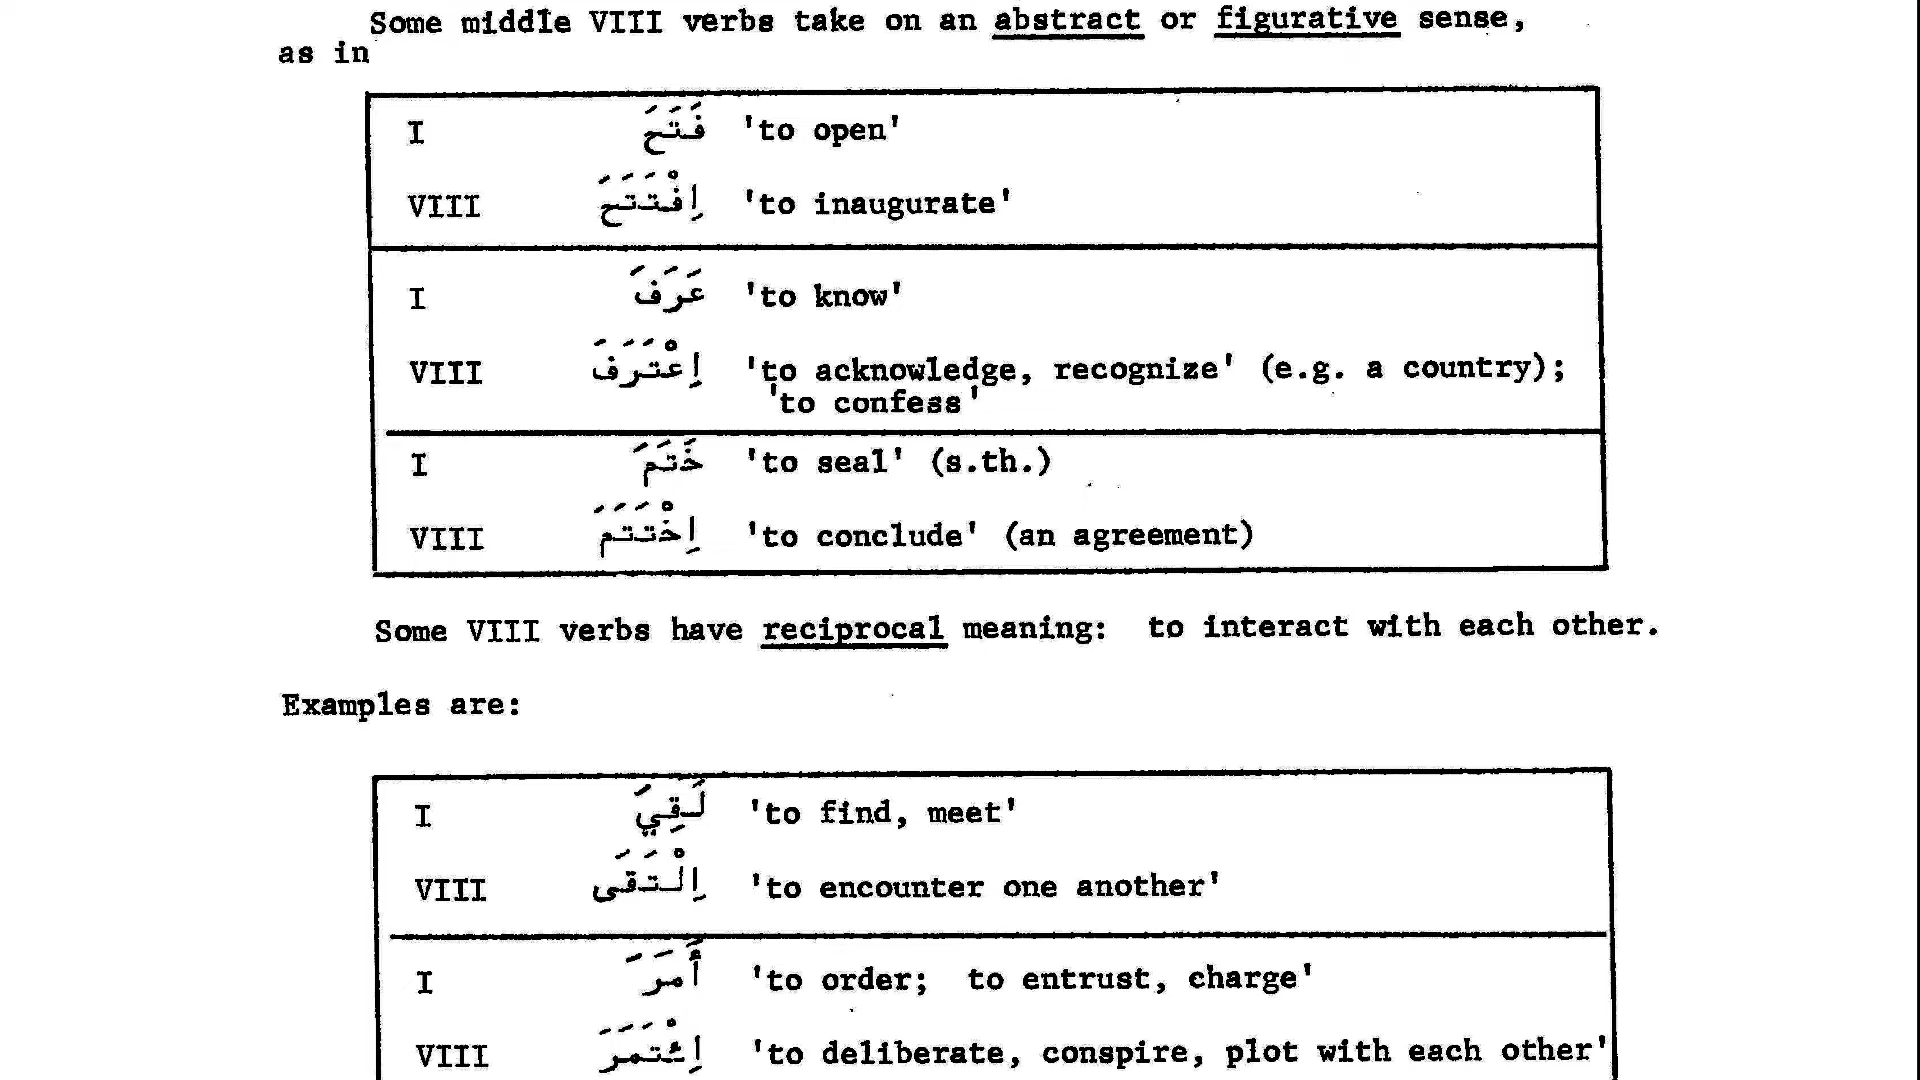 Some middle VIII verbs take on an abstract or figurative sense,
as in
I فَتَحَ 'to open'
VIII اِفْتَتَحَ 'to inaugurate'
I عَرَفَ 'to know'
VIII اِعْتَرَفَ 'to acknowledge, recognize' (e.g. a country);
'to confess'
I خَتَمَ 'to seal' (s.th.)
VIII اِخْتَتَمَ 'to conclude' (an agreement)
Some VIII verbs have reciprocal meaning: to interact with each other.
Examples are:
I لَقِيَ 'to find, meet'
VIII اِلْتَقَى 'to encounter one another'
I أَمَرَ 'to order; to entrust, charge'
VIII اِئْتَمَرَ 'to deliberate, conspire, plot with each other'